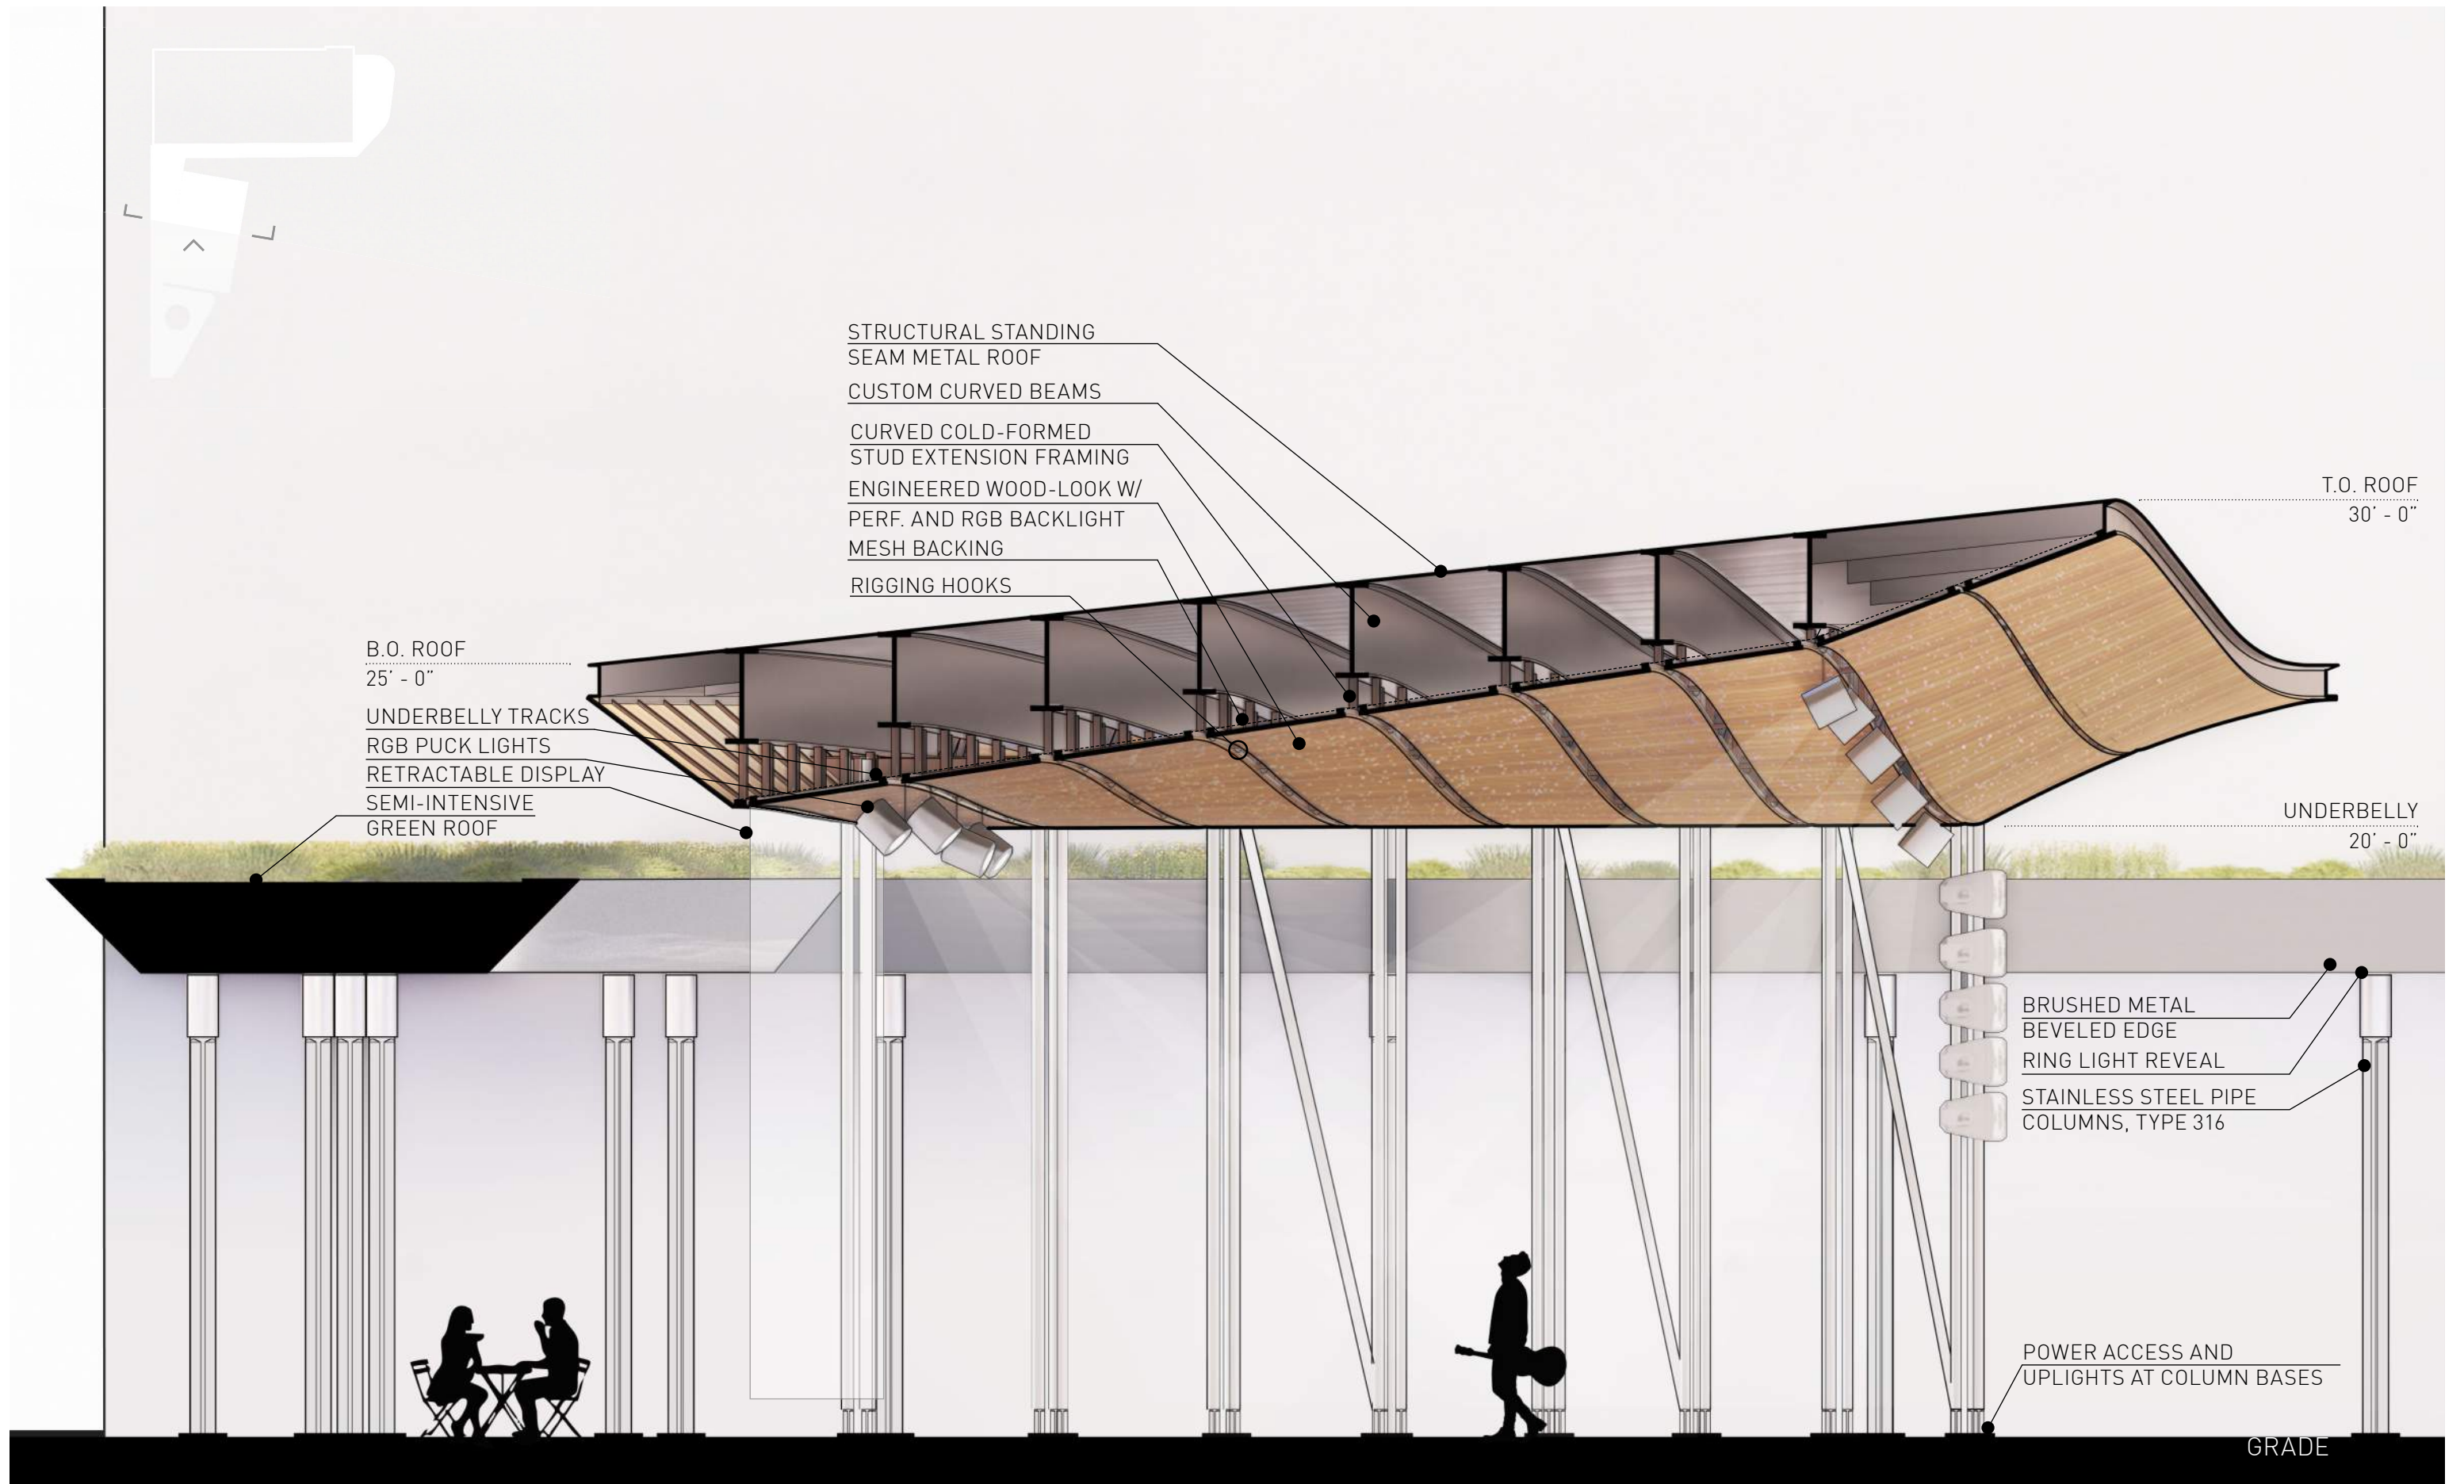 STRUCTURAL STANDING
SEAM METAL ROOF
CUSTOM CURVED BEAMS
CURVED COLD-FORMED
STUD EXTENSION FRAMING
ENGINEERED WOOD-LOOK W/
PERF. AND RGB BACKLIGHT
MESH BACKING
RIGGING HOOKS
T.O. ROOF
30' - 0"
B.O. ROOF
25' - 0"
UNDERBELLY TRACKS
RGB PUCK LIGHTS
RETRACTABLE DISPLAY
SEMI-INTENSIVE
GREEN ROOF
UNDERBELLY
20' - 0"
BRUSHED METAL
BEVELED EDGE
RING LIGHT REVEAL
STAINLESS STEEL PIPE
COLUMNS, TYPE 316
POWER ACCESS AND
UPLIGHTS AT COLUMN BASES
GRADE